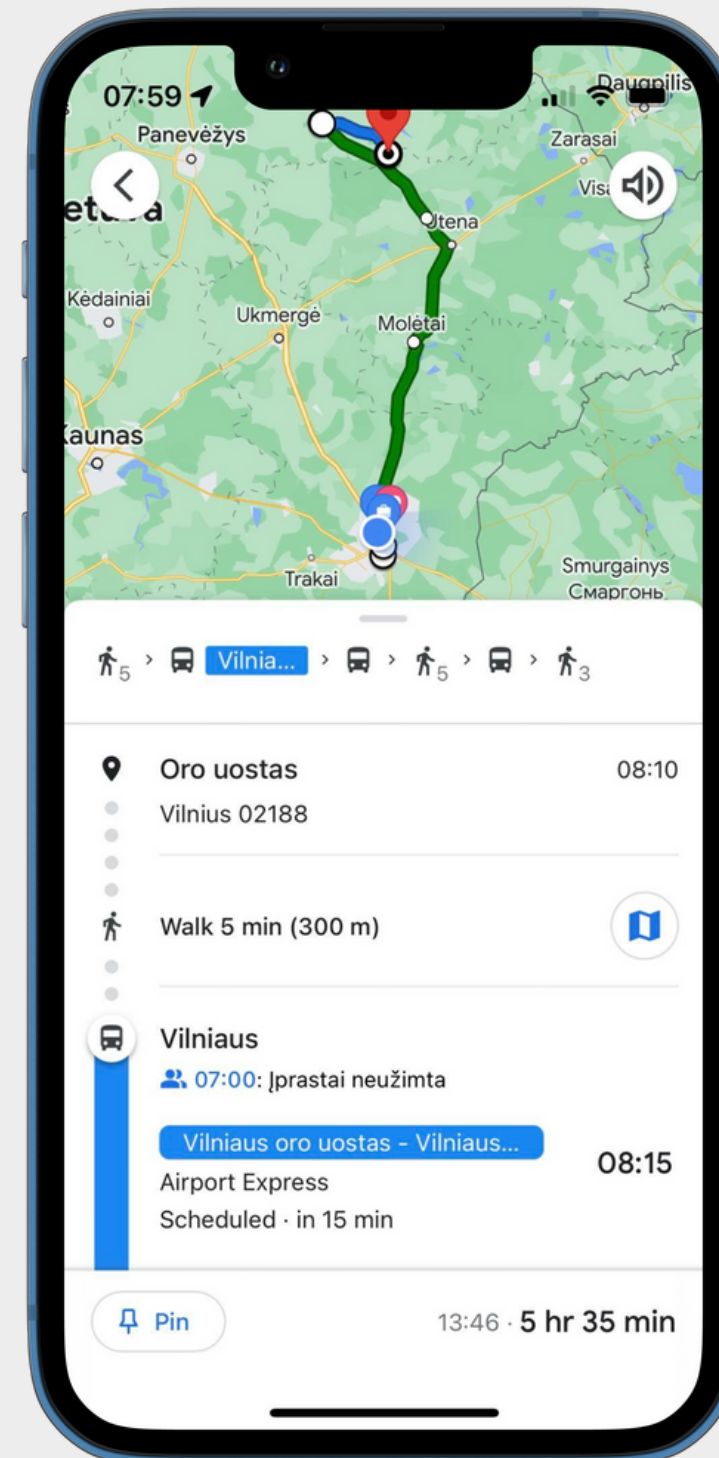 07:59
Daugpilis
Panevėžys
Zarasai
Visa
etuva
Utena
Kėdainiai
Ukmergė
Molėtai
Kaunas
Trakai
Smurgainys
Сморгонь
5 > Vilnia... > > 5 > > 3
Oro uostas 08:10
Vilnius 02188
Walk 5 min (300 m)
Vilniaus
07:00: Įprastai neužimta
Vilniaus oro uostas - Vilniaus...
08:15
Airport Express
Scheduled · in 15 min
Pin
13:46 · 5 hr 35 min